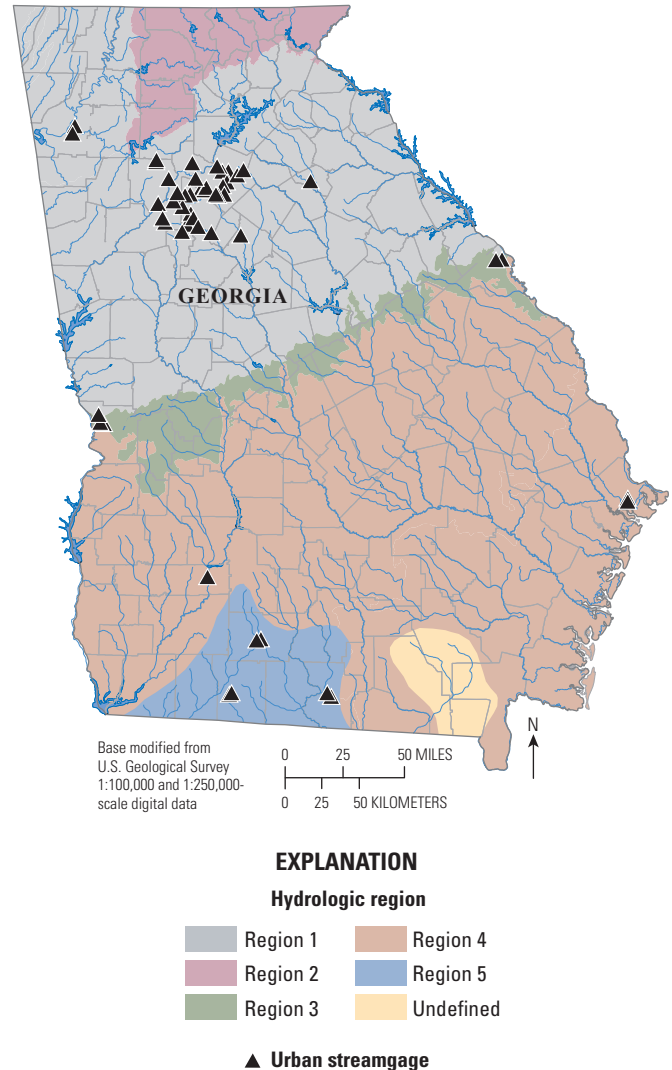 GEORGIA
N
Base modified from
U.S. Geological Survey
1:100,000 and 1:250,000-
scale digital data
0 25 50 MILES
0 25 50 KILOMETERS
EXPLANATION
Hydrologic region
Region 1
Region 4
Region 2
Region 5
Region 3
Undefined
Urban streamgage